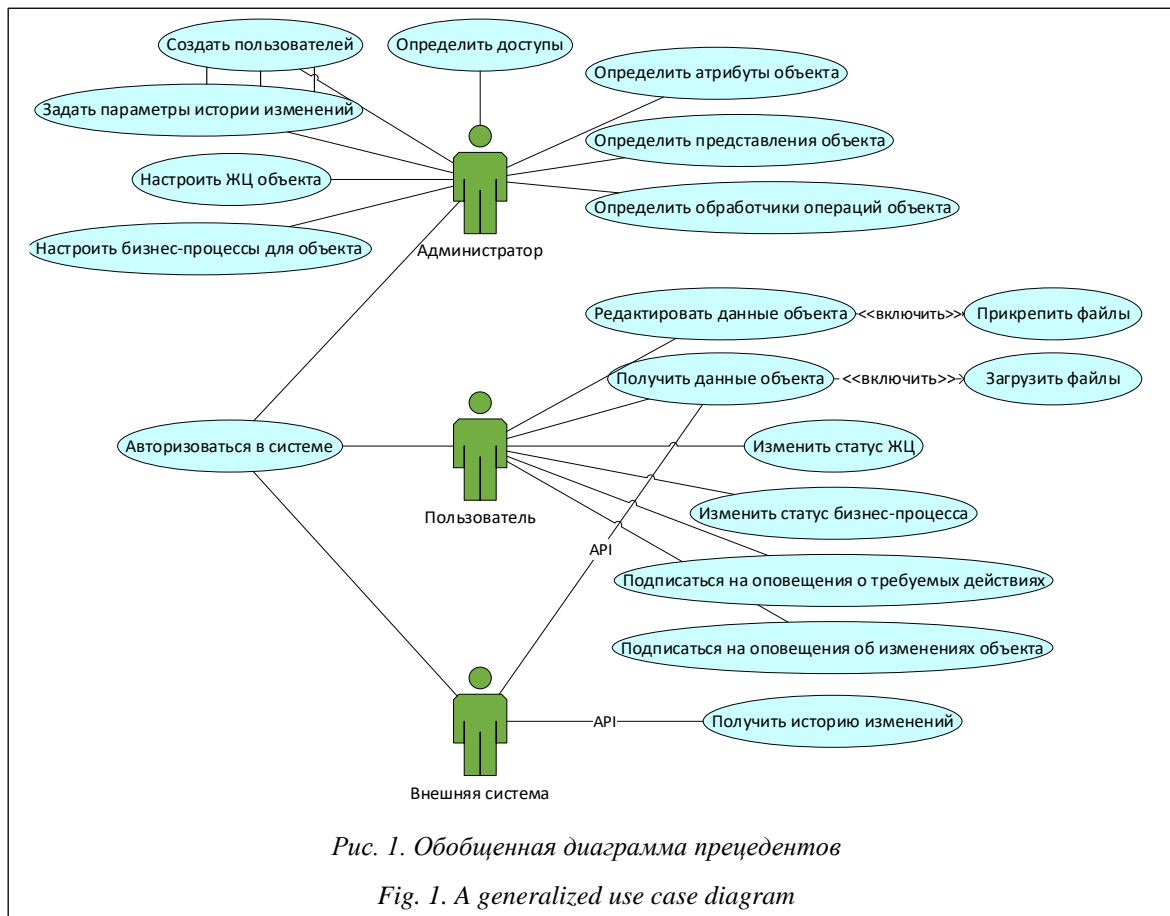 Создать пользователей
Определить доступы
Определить атрибуты объекта
Задать параметры истории изменений
Определить представления объекта
Настроить ЖЦ объекта
Определить обработчики операций объекта
Настроить бизнес-процессы для объекта
Администратор
Редактировать данные объекта
<<включить>>
Прикрепить файлы
Получить данные объекта
<<включить>>
Загрузить файлы
Авторизоваться в системе
Изменить статус ЖЦ
Пользователь
Изменить статус бизнес-процесса
API
Подписаться на оповещения о требуемых действиях
Подписаться на оповещения об изменениях объекта
API
Получить историю изменений
Внешняя система
Рис. 1. Обобщенная диаграмма прецедентов
Fig. 1. A generalized use case diagram